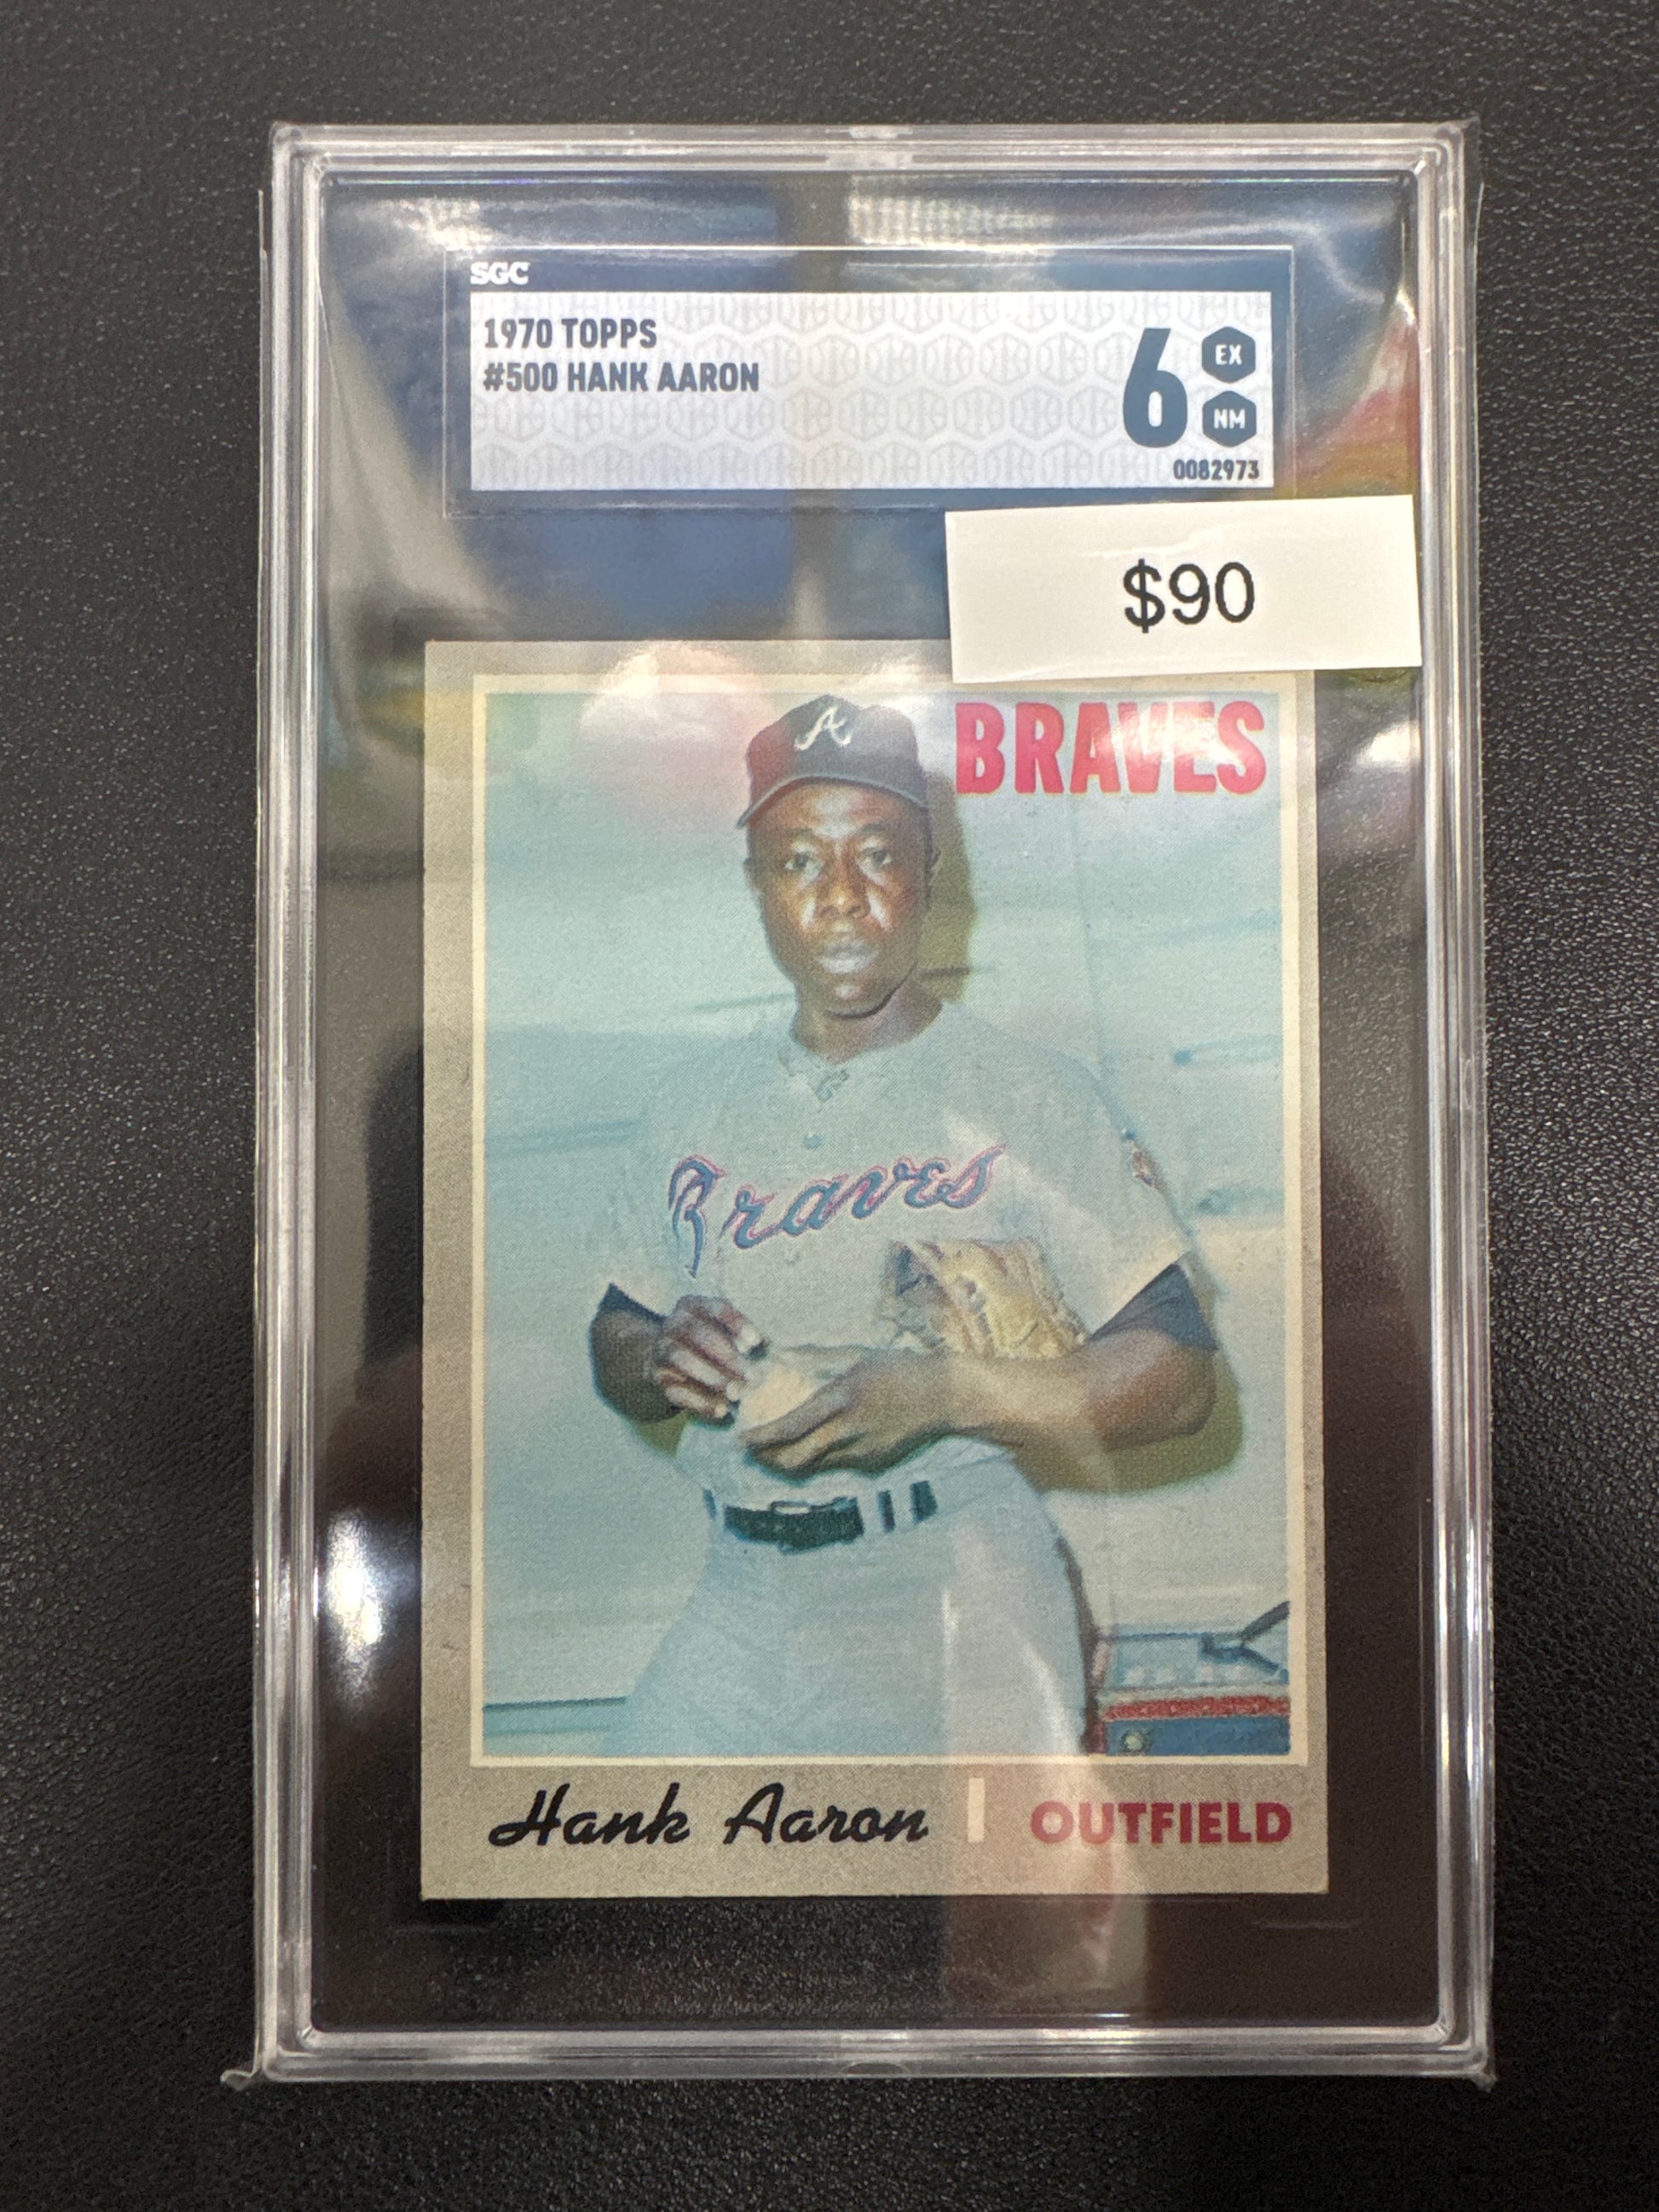 SGC
1970 TOPPS
#500 HANK AARON
6 EX
NM
0082973
$90
A
BRAVES
Braves
Hank Aaron | OUTFIELD